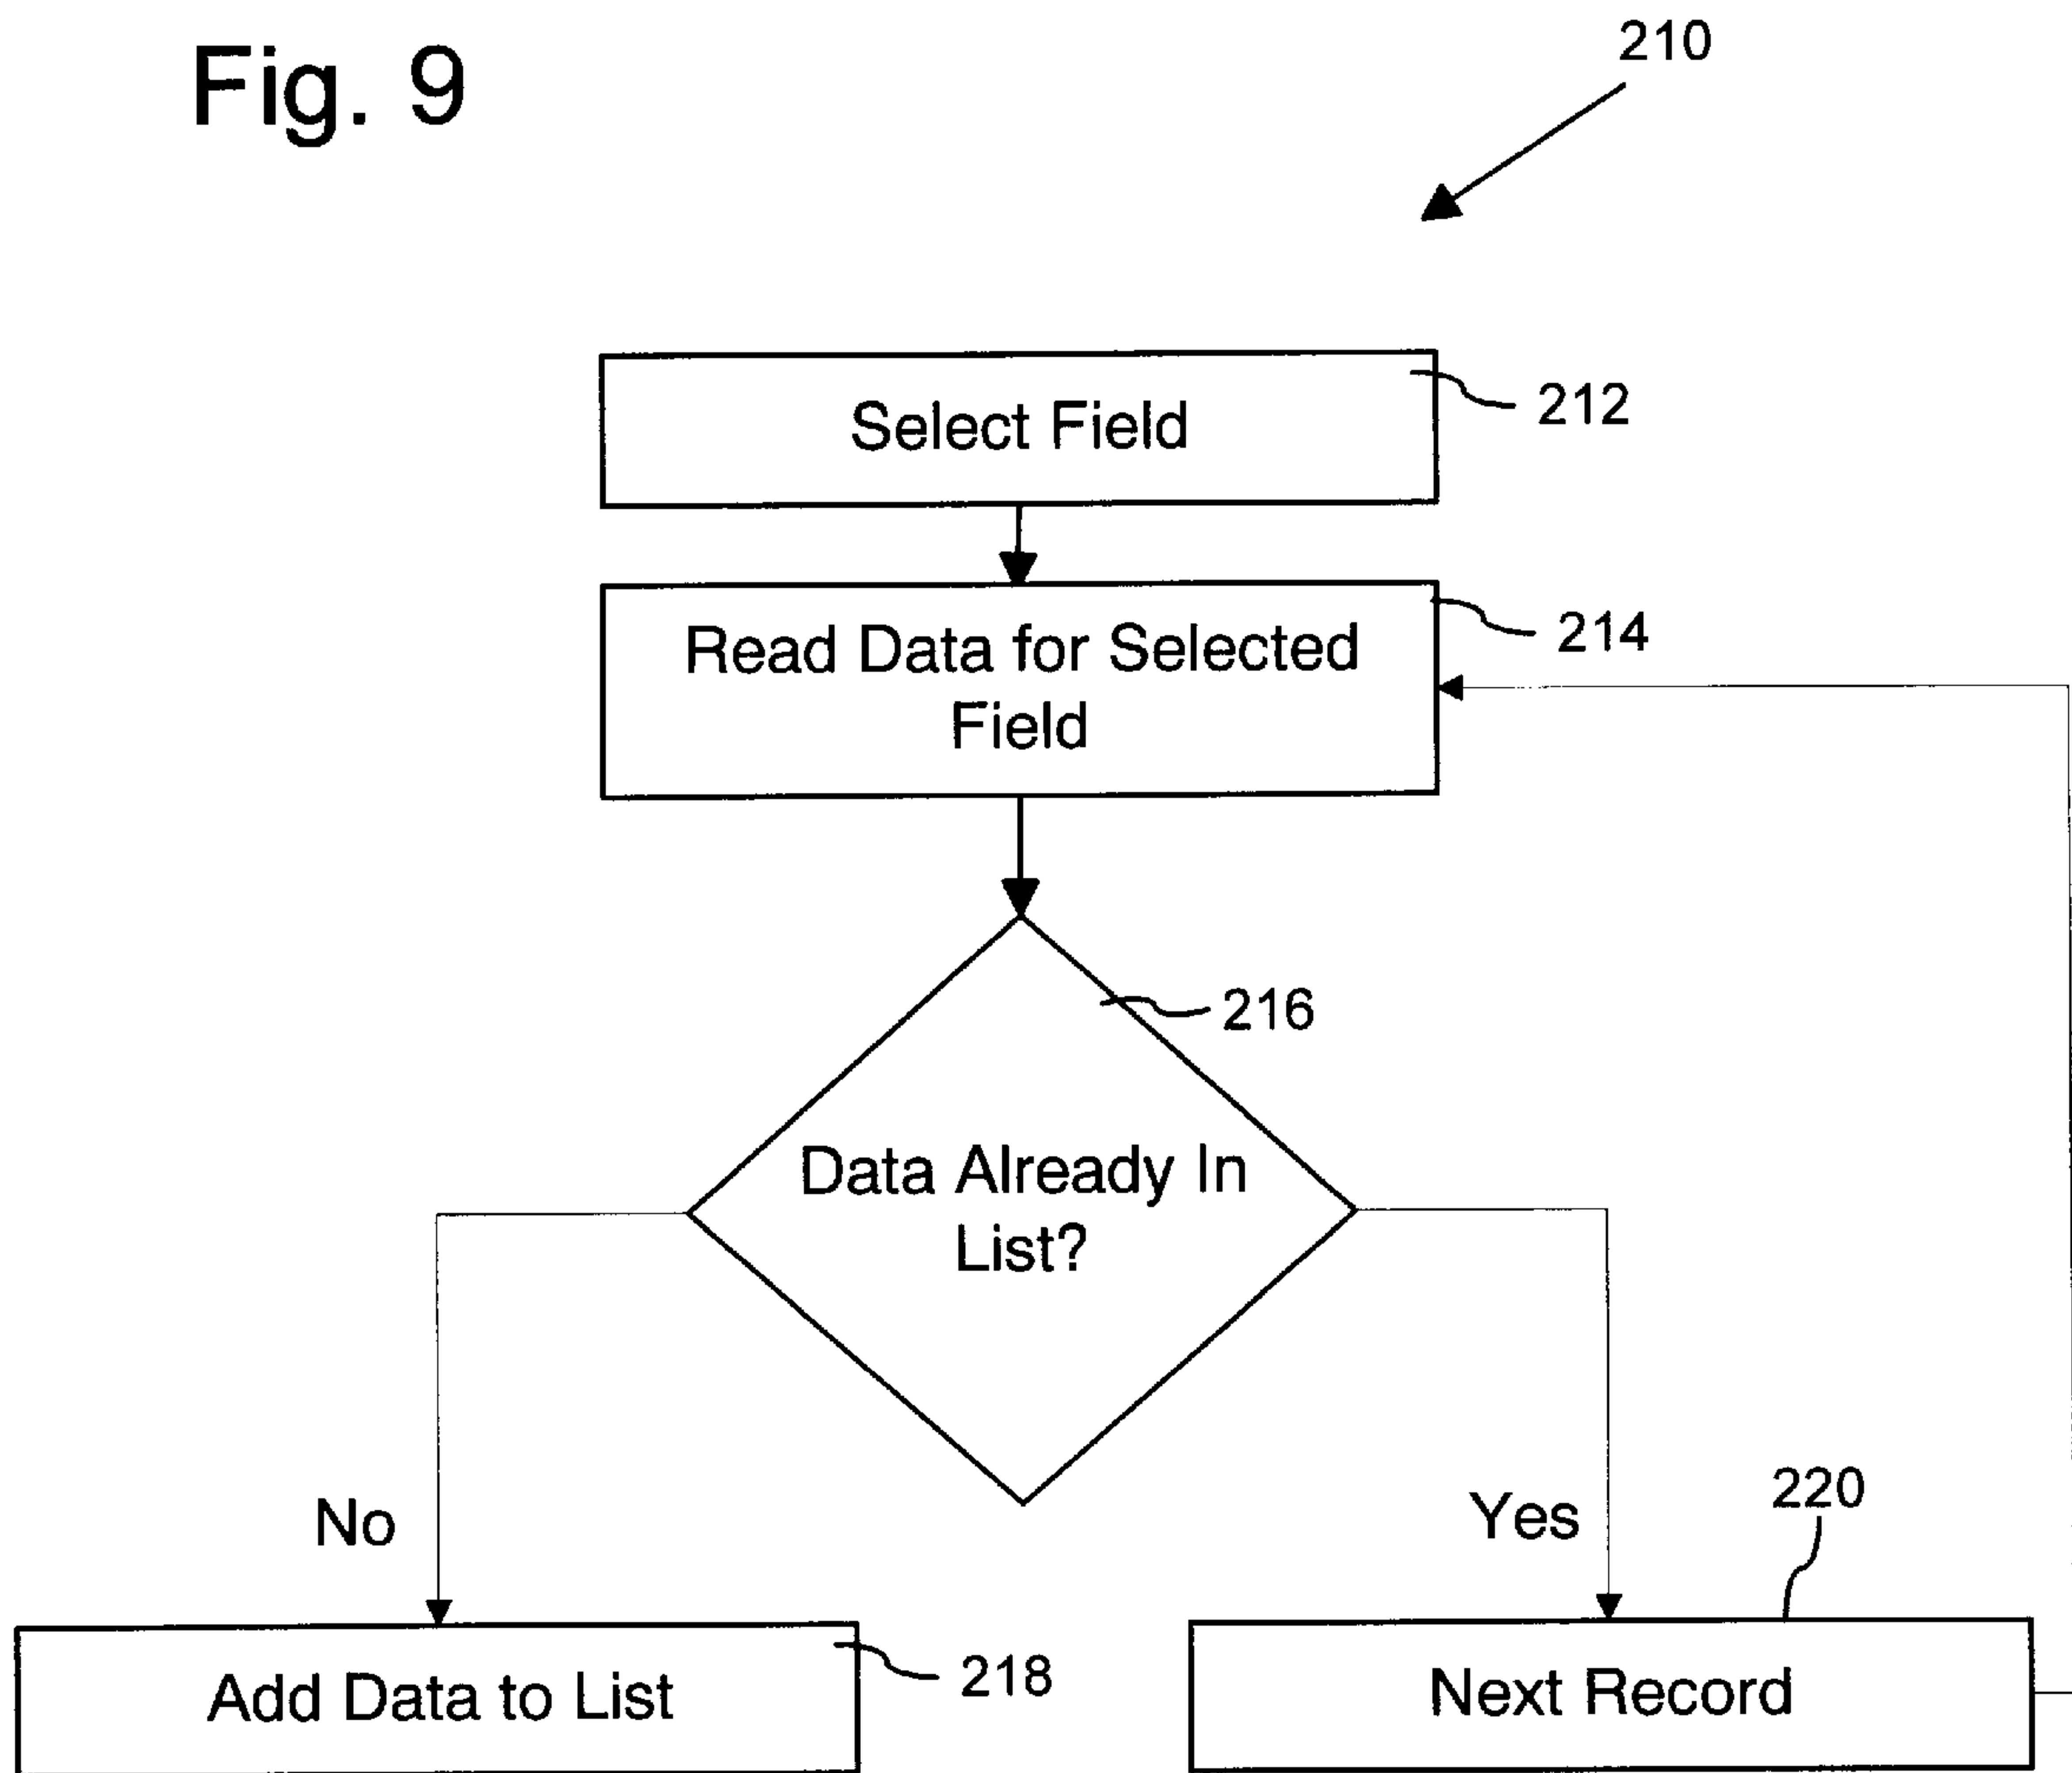 Fig. 9
210
Select Field
212
Read Data for Selected
Field
214
216
Data Already In
List?
No
Yes
220
Add Data to List
218
Next Record